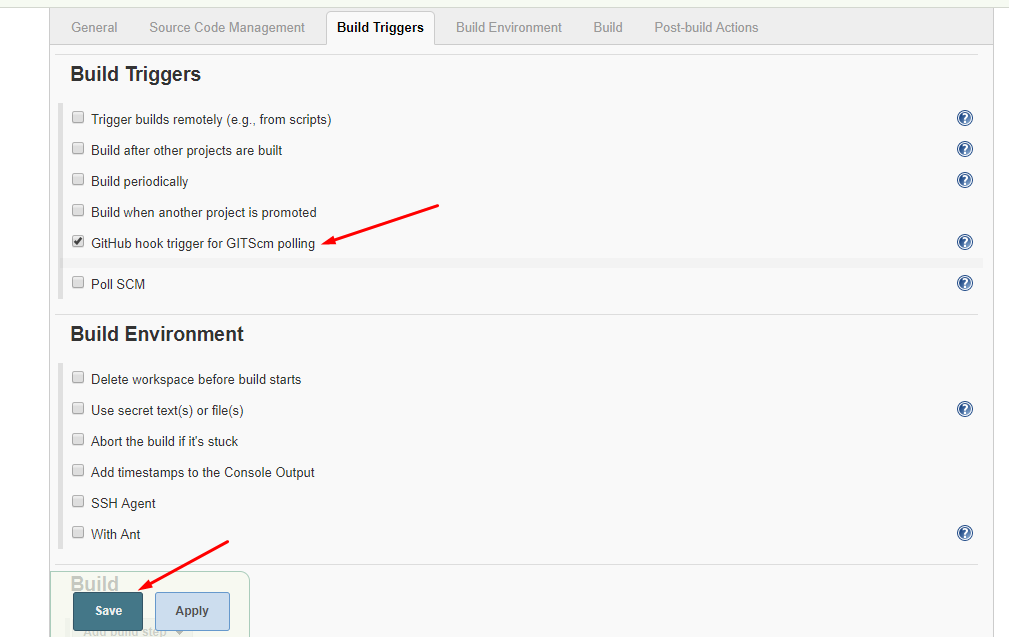 General Source Code Management Build Triggers Build Environment Build Post-build Actions
Build Triggers
Trigger builds remotely (e.g., from scripts)
Build after other projects are built
Build periodically
Build when another project is promoted
GitHub hook trigger for GITScm polling
Poll SCM
Build Environment
Delete workspace before build starts
Use secret text(s) or file(s)
Abort the build if it's stuck
Add timestamps to the Console Output
SSH Agent
With Ant
Build
Save Apply
Add build step